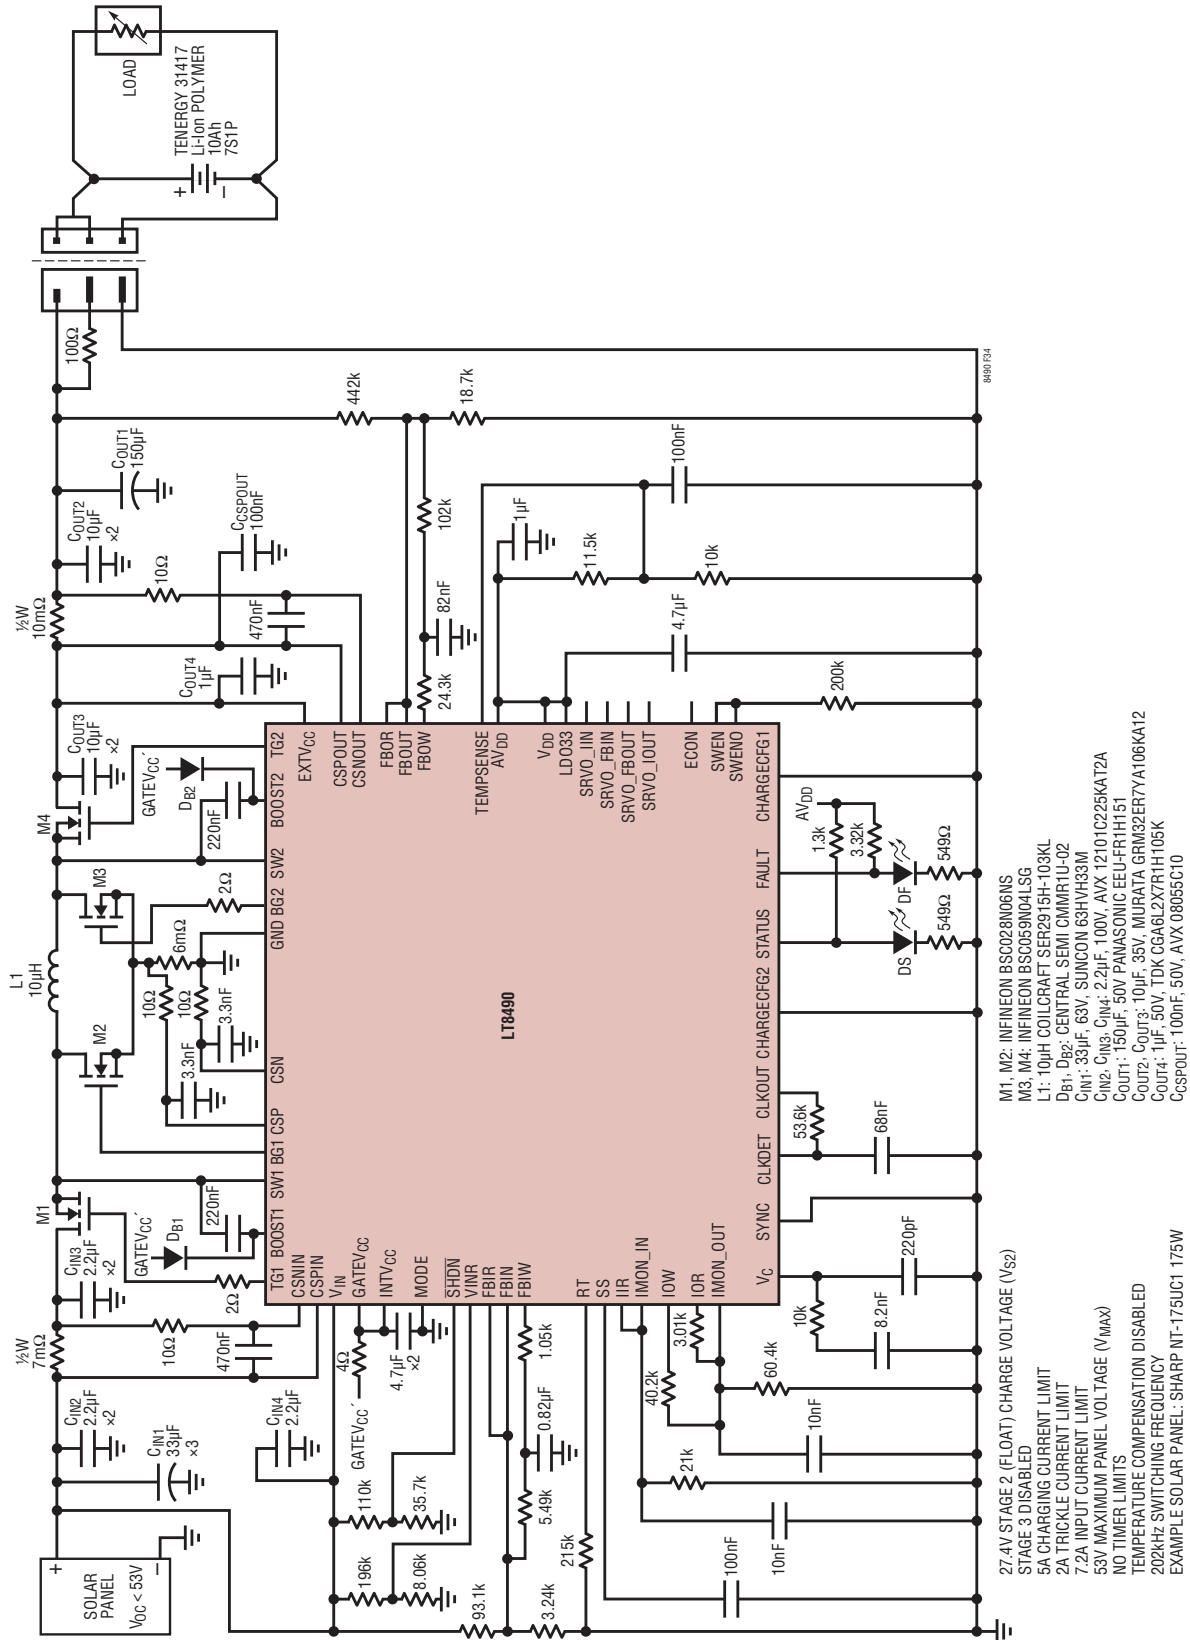 LOAD
TENERGY 31417
Li-Ion POLYMER
10Ah
7S1P
+
–
100Ω
8490 F34
442k
18.7k
COUT1
150µF
COUT2
10µF
×2
CCSPOUT
100nF
10Ω
470nF
½W
10mΩ
COUT4
1µF
COUT3
10µF
×2
102k
82nF
24.3k
1µF
11.5k
10k
100nF
4.7µF
200k
GATEVCC´
DB2
220nF
M4
M3
L1
10µH
2Ω
6mΩ
10Ω
10Ω
3.3nF
3.3nF
M2
M1
220nF
GATEVCC´
DB1
2Ω
CIN3
2.2µF
×2
½W
7mΩ
10Ω
470nF
CIN2
2.2µF
×2
CIN1
33µF
×3
CIN4
2.2µF
SOLAR
PANEL
VOC < 53V
+
–
LT8490
TG1
BOOST1
SW1
BG1
CSP
CSN
GND
BG2
SW2
BOOST2
TG2
EXTVCC
CSPOUT
CSNOUT
FBOR
FBOUT
FBOW
TEMPSENSE
AVDD
VDD
LDO33
SRVO_IIN
SRVO_FBIN
SRVO_FBOUT
SRVO_IOUT
ECON
SWEN
SWENO
CHARGECFG1
FAULT
STATUS
CHARGECFG2
CLKOUT
CLKDET
SYNC
VC
CSNIN
CSPIN
VIN
GATEVCC
INTVCC
MODE
SHDN
VINR
FBIR
FBIN
FBIW
RT
SS
IIR
IMON_IN
IOW
IOR
IMON_OUT
4Ω
GATEVCC´
4.7µF
×2
110k
35.7k
196k
8.06k
93.1k
3.24k
1.05k
0.82µF
5.49k
215k
100nF
10nF
21k
10nF
40.2k
3.01k
60.4k
10k
8.2nF
220pF
53.6k
68nF
AVDD
1.3k
3.32k
DS
DF
549Ω
549Ω
27.4V STAGE 2 (FLOAT) CHARGE VOLTAGE (VS2)
STAGE 3 DISABLED
5A CHARGING CURRENT LIMIT
2A TRICKLE CURRENT LIMIT
7.2A INPUT CURRENT LIMIT
53V MAXIMUM PANEL VOLTAGE (VMAX)
NO TIMER LIMITS
TEMPERATURE COMPENSATION DISABLED
202kHz SWITCHING FREQUENCY
EXAMPLE SOLAR PANEL: SHARP NT-175UC1 175W
M1, M2: INFINEON BSC028N06NS
M3, M4: INFINEON BSC059N04LSG
L1: 10µH COILCRAFT SER2915H-103KL
DB1, DB2: CENTRAL SEMI CMMR1U-02
CIN1: 33µF, 63V, SUNCON 63HVH33M
CIN2, CIN3, CIN4: 2.2µF, 100V, AVX 12101C225KAT2A
COUT1: 150µF, 50V PANASONIC EEU-FR1H151
COUT2, COUT3: 10µF, 35V, MURATA GRM32ER7YA106KA12
COUT4: 1µF, 50V, TDK CGA6L2X7R1H105K
CCSPOUT: 100nF, 50V, AVX 08055C10